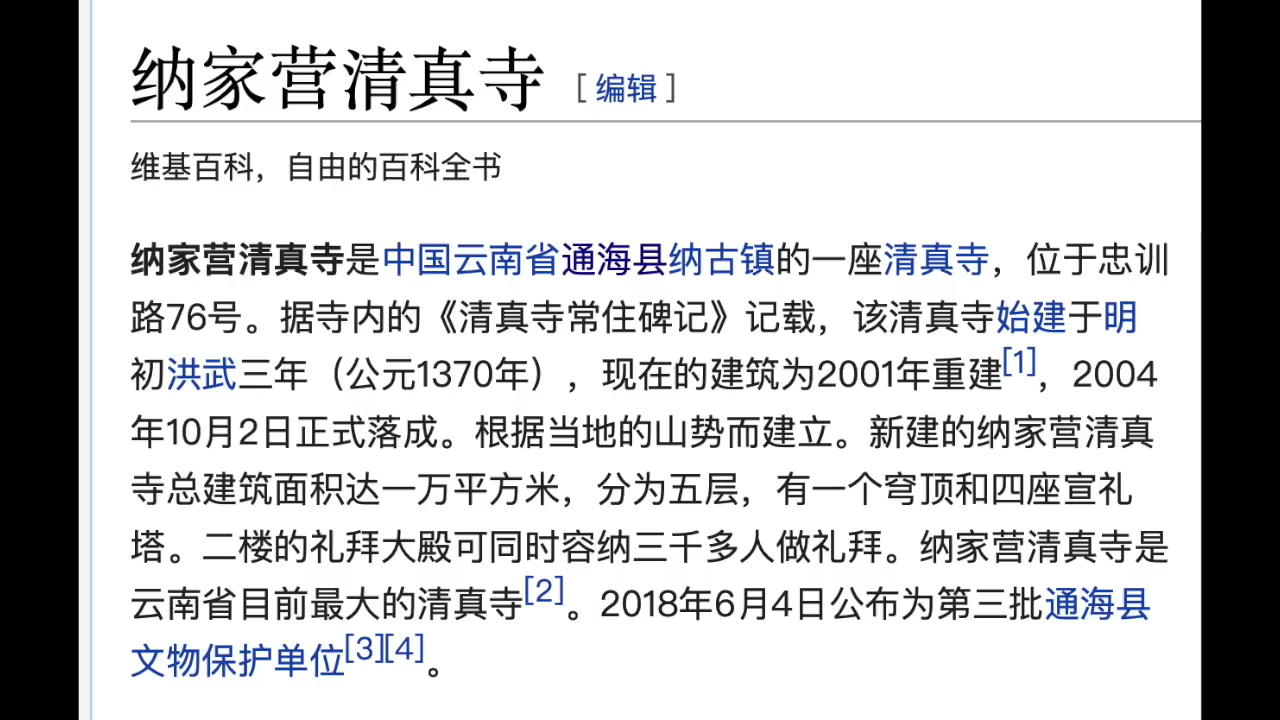 纳家营清真寺 [ 编辑 ]
维基百科，自由的百科全书
纳家营清真寺是中国云南省通海县纳古镇的一座清真寺，位于忠训
路76号。据寺内的《清真寺常住碑记》记载，该清真寺始建于明
初洪武三年（公元1370年），现在的建筑为2001年重建[1]，2004
年10月2日正式落成。根据当地的山势而建立。新建的纳家营清真
寺总建筑面积达一万平方米，分为五层，有一个穹顶和四座宣礼
塔。二楼的礼拜大殿可同时容纳三千多人做礼拜。纳家营清真寺是
云南省目前最大的清真寺[2]。2018年6月4日公布为第三批通海县
文物保护单位[3][4]。